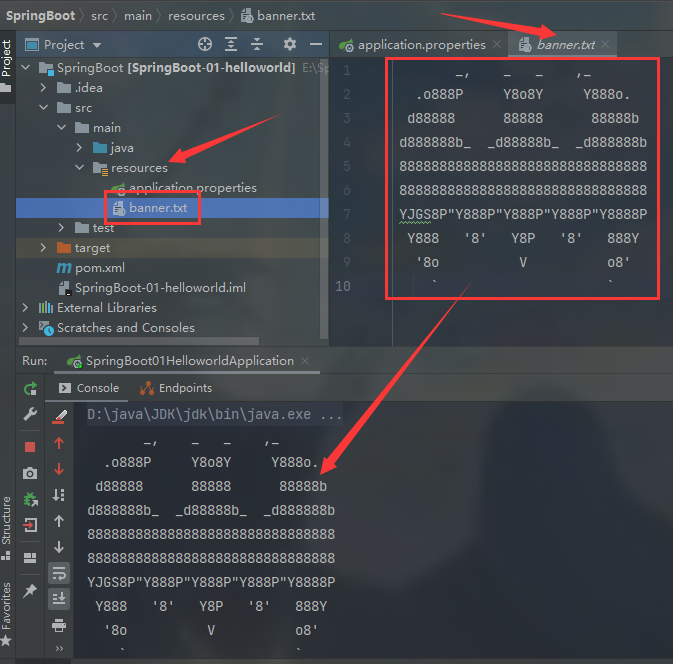 SpringBoot src main resources banner.txt
Project
Project
SpringBoot [SpringBoot-01-helloworld] E:\Sp
.idea
src
main
java
resources
application.properties
banner.txt
test
target
pom.xml
SpringBoot-01-helloworld.iml
External Libraries
Scratches and Consoles
application.properties banner.txt
1         _,     _   _     ,_
2   .o888P     Y8o8Y     Y888o.
3  d88888      88888      88888b
4 d888888b_  _d88888b_  _d888888b
5 8888888888888888888888888888888
6 8888888888888888888888888888888
7 YJGS8P"Y888P"Y888P"Y888P"Y8888P
8  Y888   '8'   Y8P   '8'   888Y
9   '8o          V          o8'
10    `                     `
Run: SpringBoot01HelloworldApplication
Console Endpoints
D:\java\JDK\jdk\bin\java.exe ...
       _,     _   _     ,_
  .o888P     Y8o8Y     Y888o.
 d88888      88888      88888b
d888888b_  _d88888b_  _d888888b
8888888888888888888888888888888
8888888888888888888888888888888
YJGS8P"Y888P"Y888P"Y888P"Y8888P
 Y888   '8'   Y8P   '8'   888Y
  '8o          V          o8'
    `                     `
Structure
Favorites